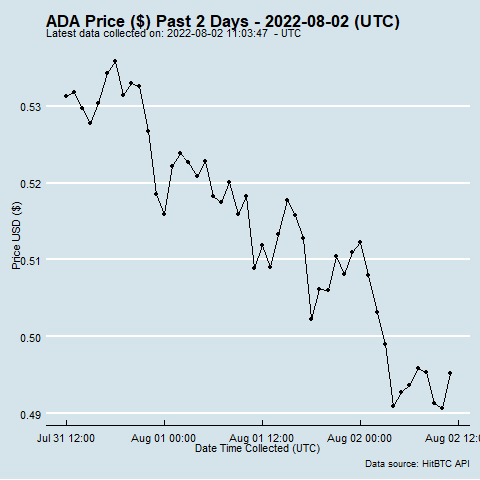 ADA Price ($) Past 2 Days - 2022-08-02 (UTC)
Latest data collected on: 2022-08-02 11:03:47 - UTC
0.53
0.52
0.51
0.50
0.49
Price USD ($)
Jul 31 12:00 Aug 01 00:00 Aug 01 12:00 Aug 02 00:00 Aug 02 12:0
Date Time Collected (UTC)
Data source: HitBTC API